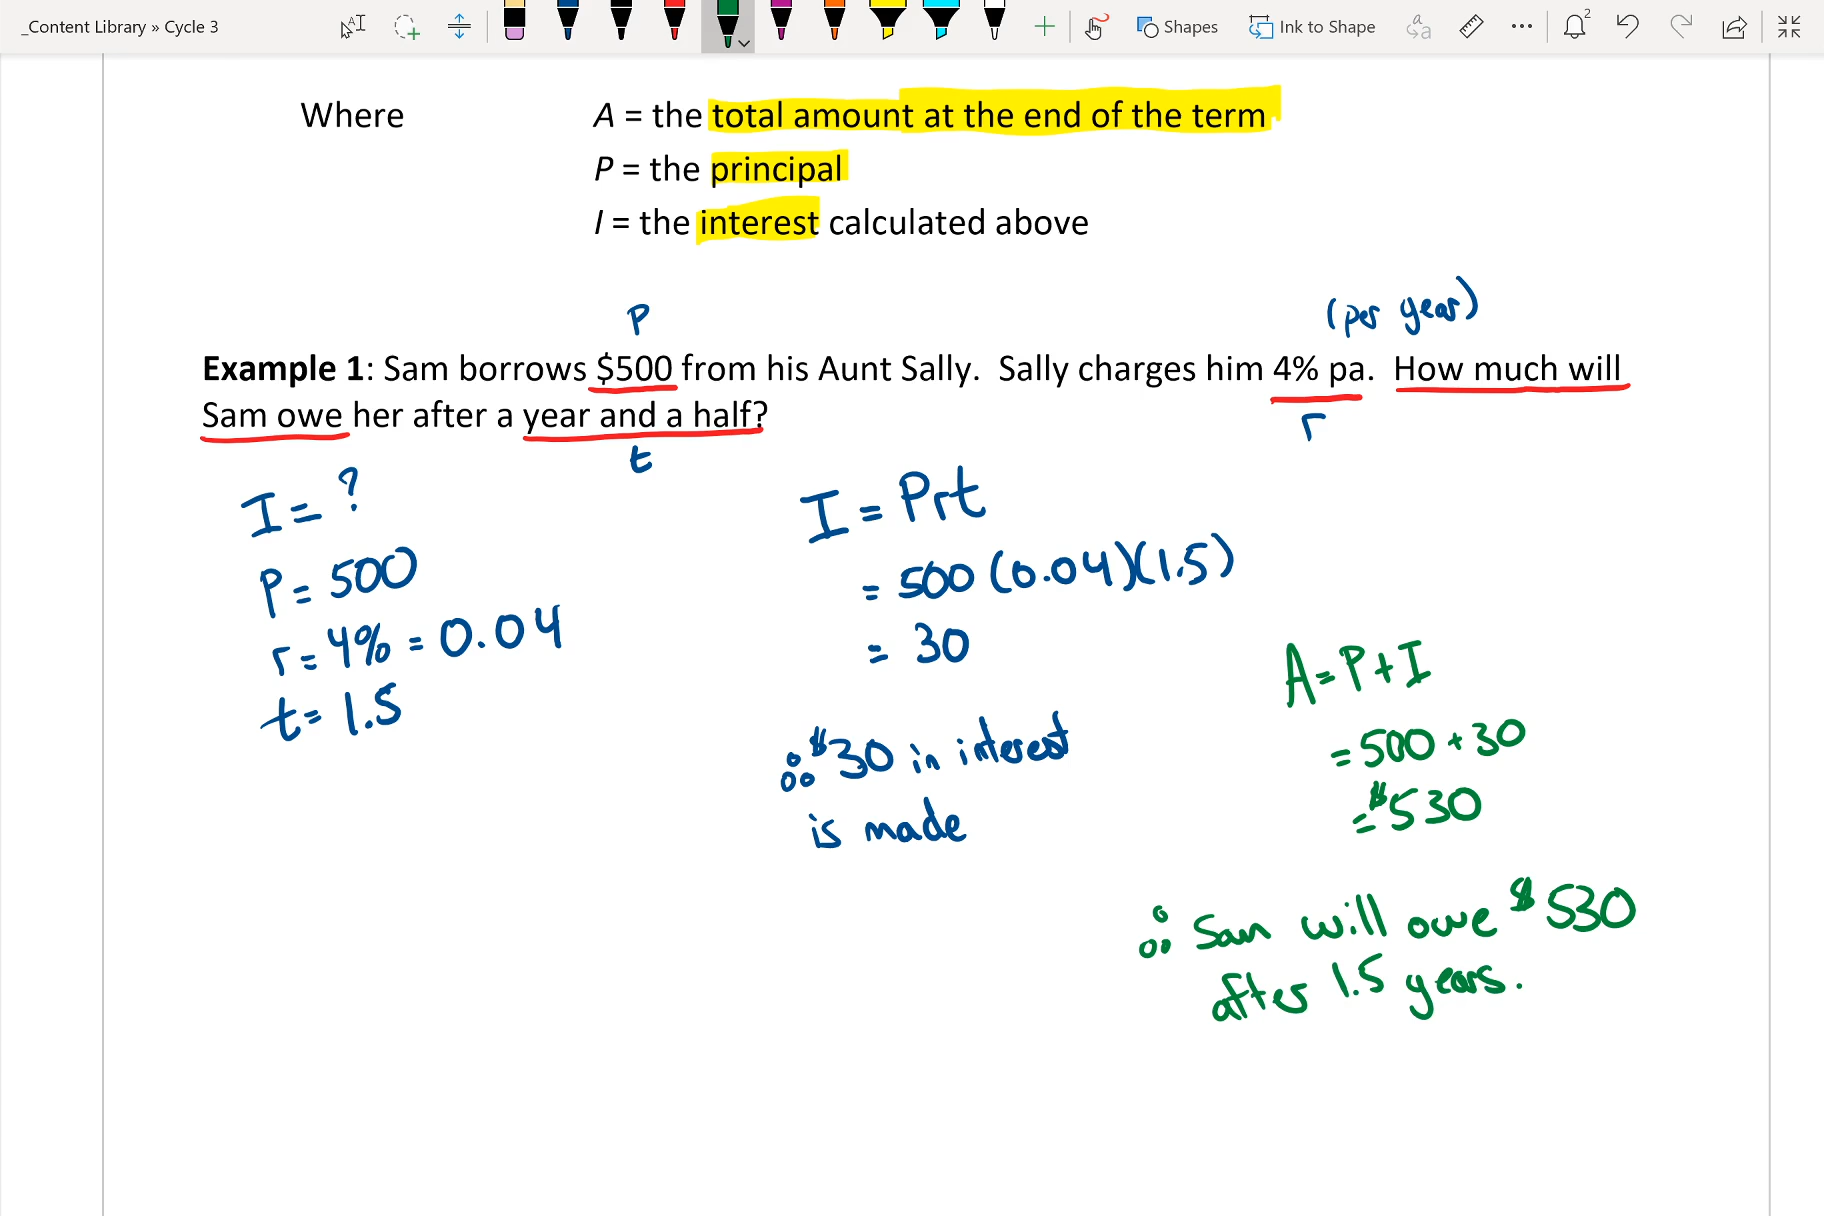 _Content Library » Cycle 3
Shapes
Ink to Shape
2
Where A = the total amount at the end of the term
P = the principal
I = the interest calculated above
P
(per year)
Example 1: Sam borrows $500 from his Aunt Sally. Sally charges him 4% pa. How much will
Sam owe her after a year and a half?
r
t
I = ?
P = 500
r = 4% = 0.04
t = 1.5
I = Prt
= 500 (0.04)(1.5)
= 30
∴ $30 in interest
is made
A = P + I
= 500 + 30
= $530
∴ Sam will owe $530
after 1.5 years.